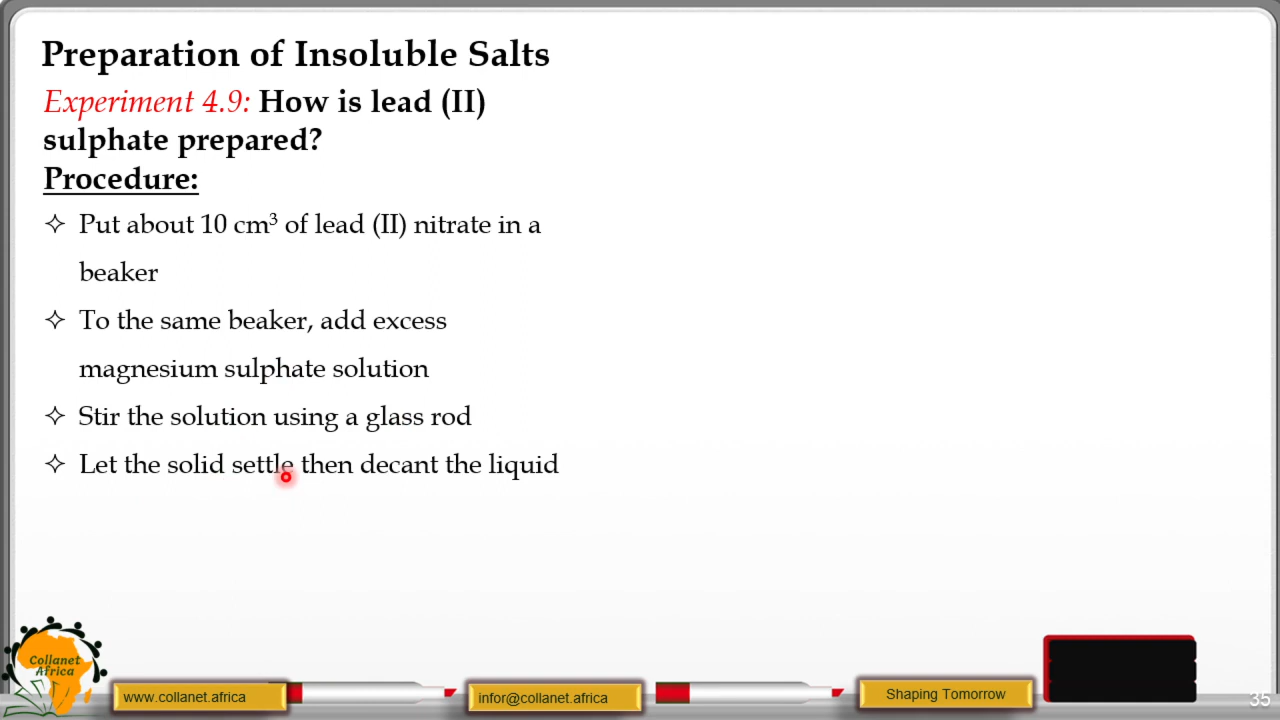 Preparation of Insoluble Salts
Experiment 4.9: How is lead (II)
sulphate prepared?
Procedure:
✧ Put about 10 cm³ of lead (II) nitrate in a
beaker
✧ To the same beaker, add excess
magnesium sulphate solution
✧ Stir the solution using a glass rod
✧ Let the solid settle then decant the liquid
Collanet
Africa
www.collanet.africa
infor@collanet.africa
Shaping Tomorrow
35